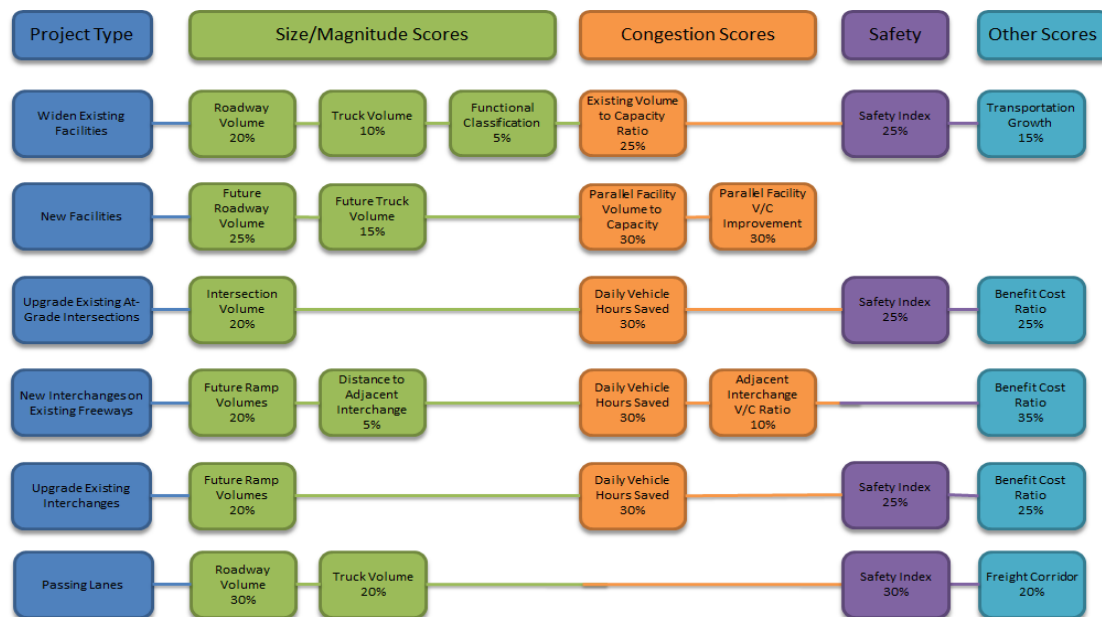 Project Type
Size/Magnitude Scores
Congestion Scores
Safety
Other Scores
Widen Existing
Facilities
Roadway
Volume
20%
Truck Volume
10%
Functional
Classification
5%
Existing Volume
to Capacity
Ratio
25%
Safety Index
25%
Transportation
Growth
15%
New Facilities
Future
Roadway
Volume
25%
Future Truck
Volume
15%
Parallel Facility
Volume to
Capacity
30%
Parallel Facility
V/C
Improvement
30%
Upgrade Existing At-
Grade Intersections
Intersection
Volume
20%
Daily Vehicle
Hours Saved
30%
Safety Index
25%
Benefit Cost
Ratio
25%
New Interchanges on
Existing Freeways
Future Ramp
Volumes
20%
Distance to
Adjacent
Interchange
5%
Daily Vehicle
Hours Saved
30%
Adjacent
Interchange
V/C Ratio
10%
Benefit Cost
Ratio
35%
Upgrade Existing
Interchanges
Future Ramp
Volumes
20%
Daily Vehicle
Hours Saved
30%
Safety Index
25%
Benefit Cost
Ratio
25%
Passing Lanes
Roadway
Volume
30%
Truck Volume
20%
Safety Index
30%
Freight Corridor
20%